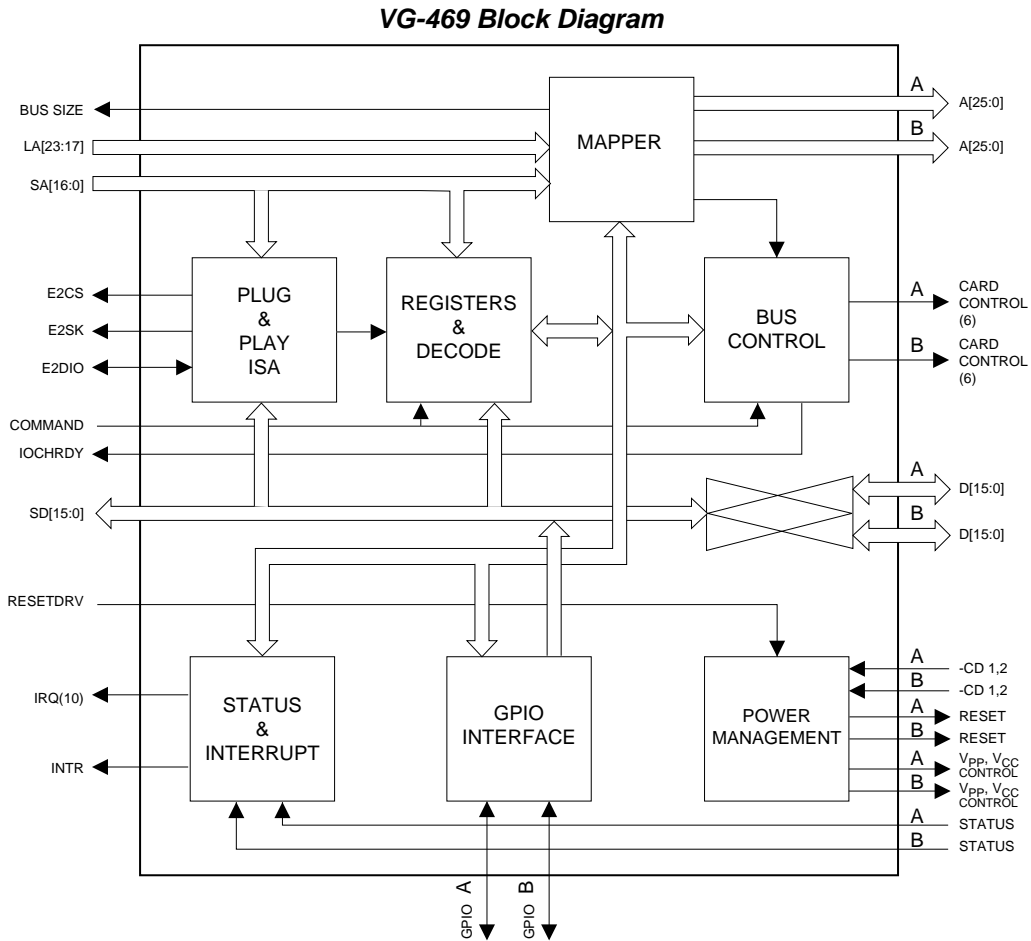 VG-469 Block Diagram
BUS SIZE
LA[23:17]
SA[16:0]
MAPPER
A
A[25:0]
B
A[25:0]
E2CS
E2SK
E2DIO
PLUG
&
PLAY
ISA
REGISTERS
&
DECODE
BUS
CONTROL
A
CARD
CONTROL
(6)
B
CARD
CONTROL
(6)
COMMAND
IOCHRDY
SD[15:0]
A
D[15:0]
B
D[15:0]
RESETDRV
IRQ(10)
INTR
STATUS
&
INTERRUPT
GPIO
INTERFACE
POWER
MANAGEMENT
A
-CD 1,2
B
-CD 1,2
A
RESET
B
RESET
A
VPP, VCC
CONTROL
B
VPP, VCC
CONTROL
A
STATUS
B
STATUS
GPIO A
GPIO B